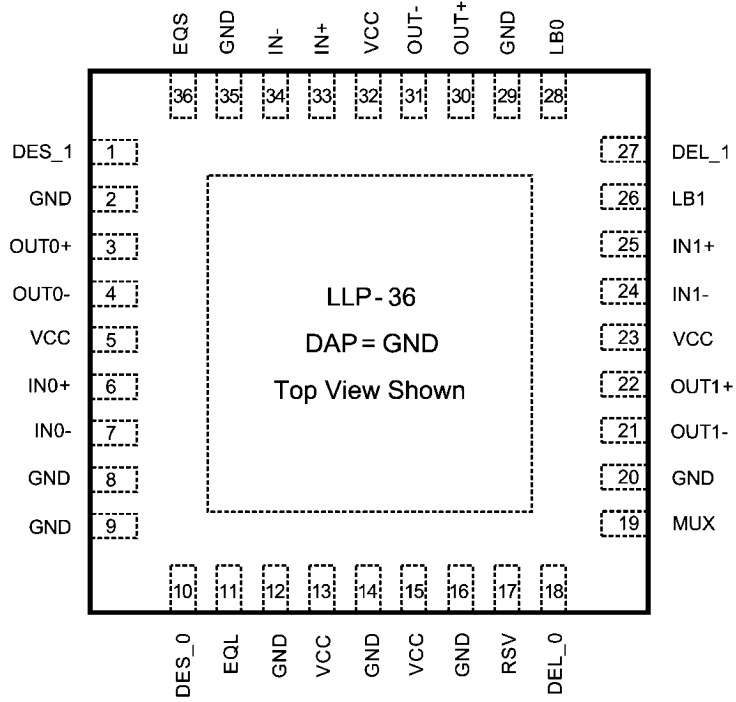 EQS GND IN- IN+ VCC OUT- OUT+ GND LB0
36 35 34 33 32 31 30 29 28
DES_1 1 27 DEL_1
GND 2 26 LB1
OUT0+ 3 25 IN1+
OUT0- 4 24 IN1-
VCC 5 23 VCC
IN0+ 6 22 OUT1+
IN0- 7 21 OUT1-
GND 8 20 GND
GND 9 19 MUX
LLP-36
DAP = GND
Top View Shown
10 11 12 13 14 15 16 17 18
DES_0 EQL GND VCC GND VCC GND RSV DEL_0